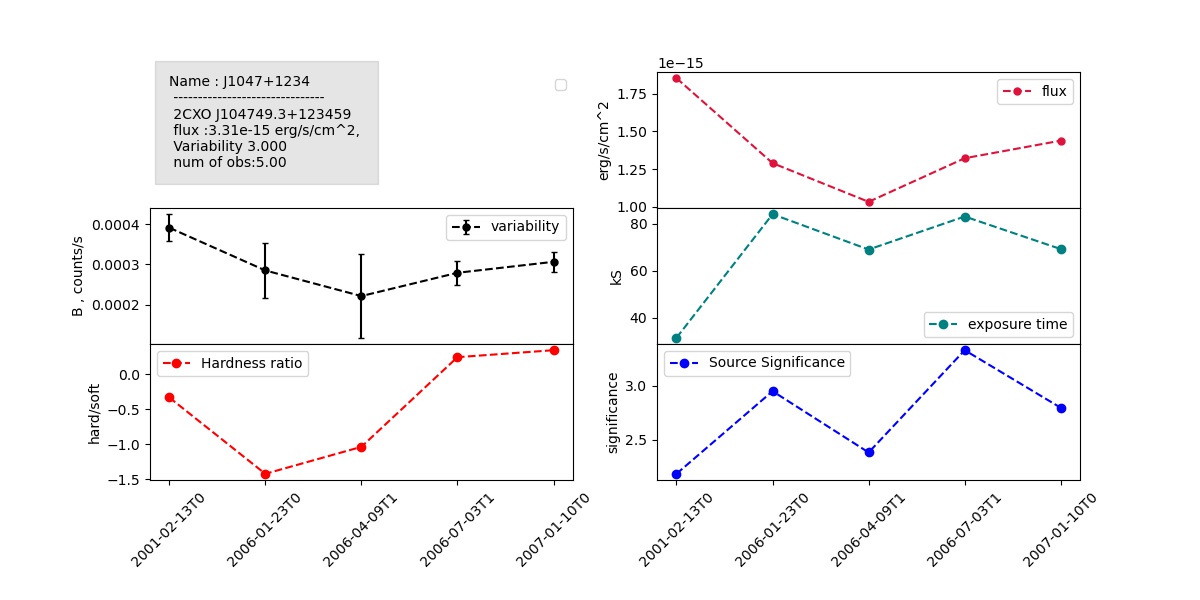 Name : J1047+1234
--------------------------------
2CXO J104749.3+123459
flux :3.31e-15 erg/s/cm^2,
Variability 3.000
num of obs:5.00
B , counts/s
0.0004
0.0003
0.0002
variability
hard/soft
0.0
−0.5
−1.0
−1.5
Hardness ratio
2001-02-13T0
2006-01-23T0
2006-04-09T1
2006-07-03T1
2007-01-10T0
1e−15
erg/s/cm^2
1.75
1.50
1.25
1.00
flux
kS
80
60
40
exposure time
significance
3.0
2.5
Source Significance
2001-02-13T0
2006-01-23T0
2006-04-09T1
2006-07-03T1
2007-01-10T0